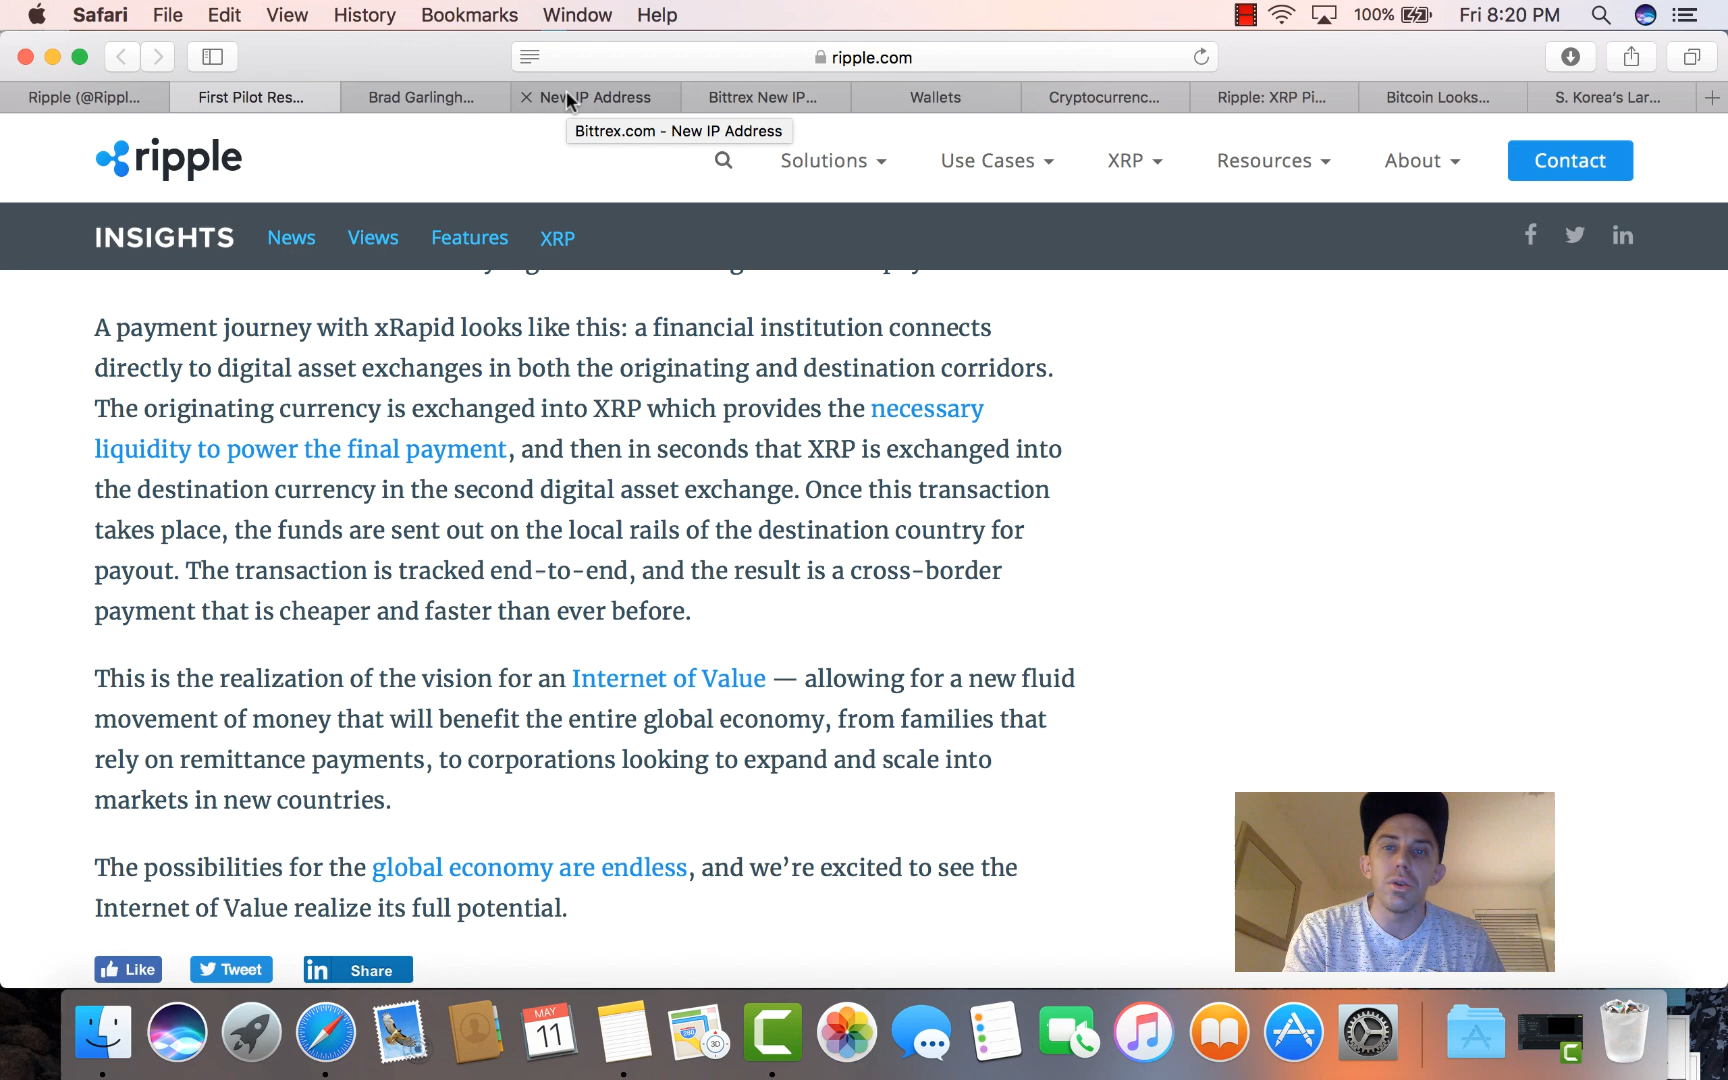 Safari File Edit View History Bookmarks Window Help 100% Fri 8:20 PM
ripple.com
Ripple (@Rippl... First Pilot Res... Brad Garlingh... New IP Address Bittrex New IP... Wallets Cryptocurrenc... Ripple: XRP Pi... Bitcoin Looks... S. Korea's Lar...
Bittrex.com - New IP Address
ripple Solutions Use Cases XRP Resources About Contact
INSIGHTS News Views Features XRP
A payment journey with xRapid looks like this: a financial institution connects
directly to digital asset exchanges in both the originating and destination corridors.
The originating currency is exchanged into XRP which provides the necessary
liquidity to power the final payment, and then in seconds that XRP is exchanged into
the destination currency in the second digital asset exchange. Once this transaction
takes place, the funds are sent out on the local rails of the destination country for
payout. The transaction is tracked end-to-end, and the result is a cross-border
payment that is cheaper and faster than ever before.
This is the realization of the vision for an Internet of Value — allowing for a new fluid
movement of money that will benefit the entire global economy, from families that
rely on remittance payments, to corporations looking to expand and scale into
markets in new countries.
The possibilities for the global economy are endless, and we're excited to see the
Internet of Value realize its full potential.
Like Tweet in Share
MAY
11
280
3D